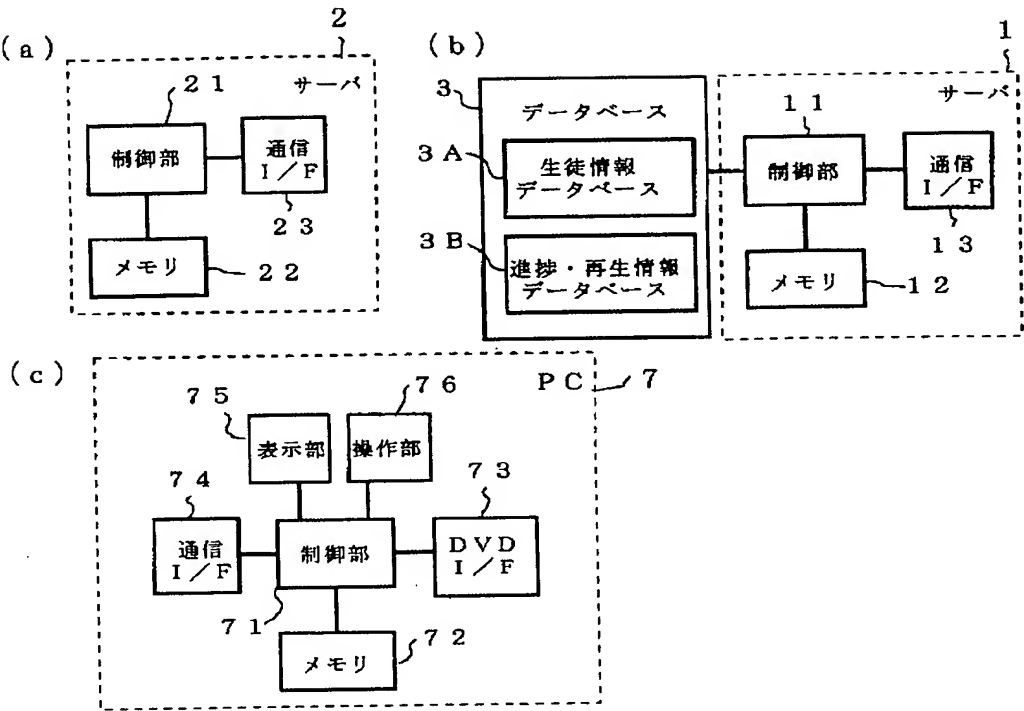 (a)
2
サーバ
21
制御部
通信
I/F
23
メモリ
22
(b)
1
サーバ
3
データベース
3A
生徒情報
データベース
3B
進捗・再生情報
データベース
11
制御部
通信
I/F
13
メモリ
12
(c)
PC
7
75
表示部
76
操作部
74
通信
I/F
制御部
71
73
DVD
I/F
メモリ
72